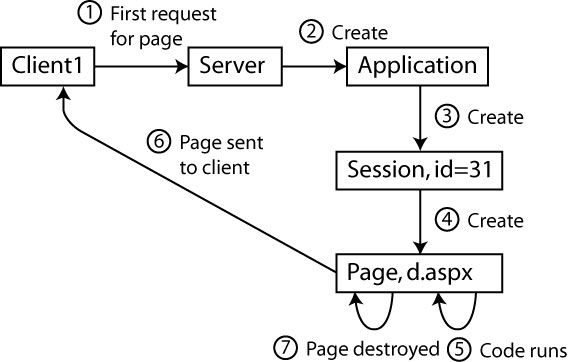 ① First request
for page
② Create
Client1
Server
Application
③ Create
⑥ Page sent
to client
Session, id=31
④ Create
Page, d.aspx
⑦ Page destroyed
⑤ Code runs